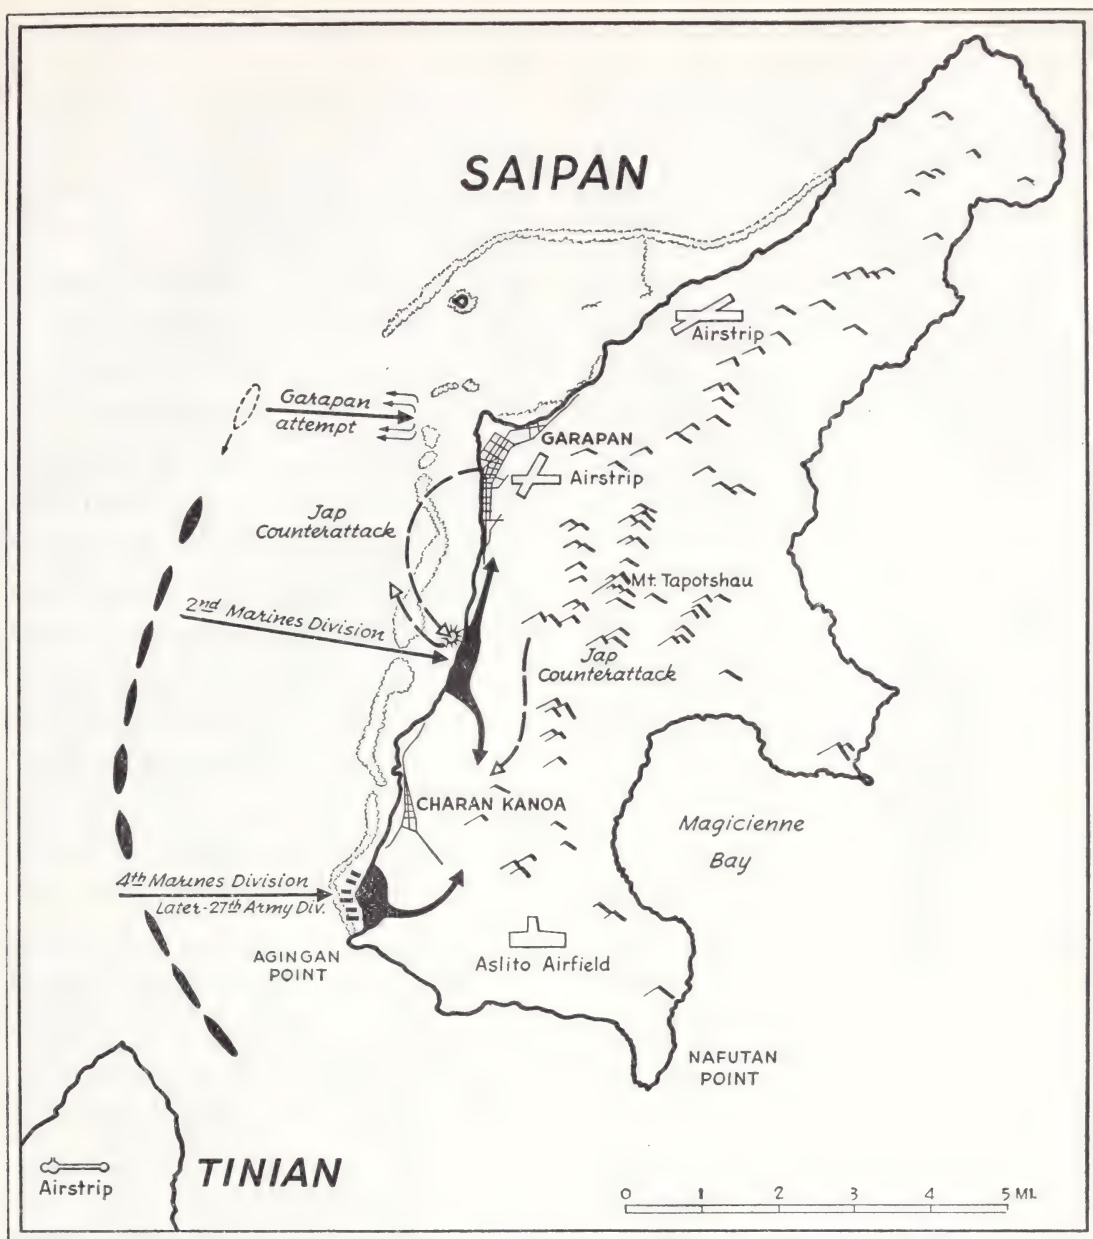 SAIPAN
Airstrip
Garapan
attempt
GARAPAN
Airstrip
Jap
Counterattack
Mt. Tapotshau
2nd Marines Division
Jap
Counterattack
CHARAN KANOA
Magicienne
Bay
4th Marines Division
Later-27th Army Div.
AGINGAN
POINT
Aslito Airfield
NAFUTAN
POINT
TINIAN
Airstrip
0 1 2 3 4 5 MI.